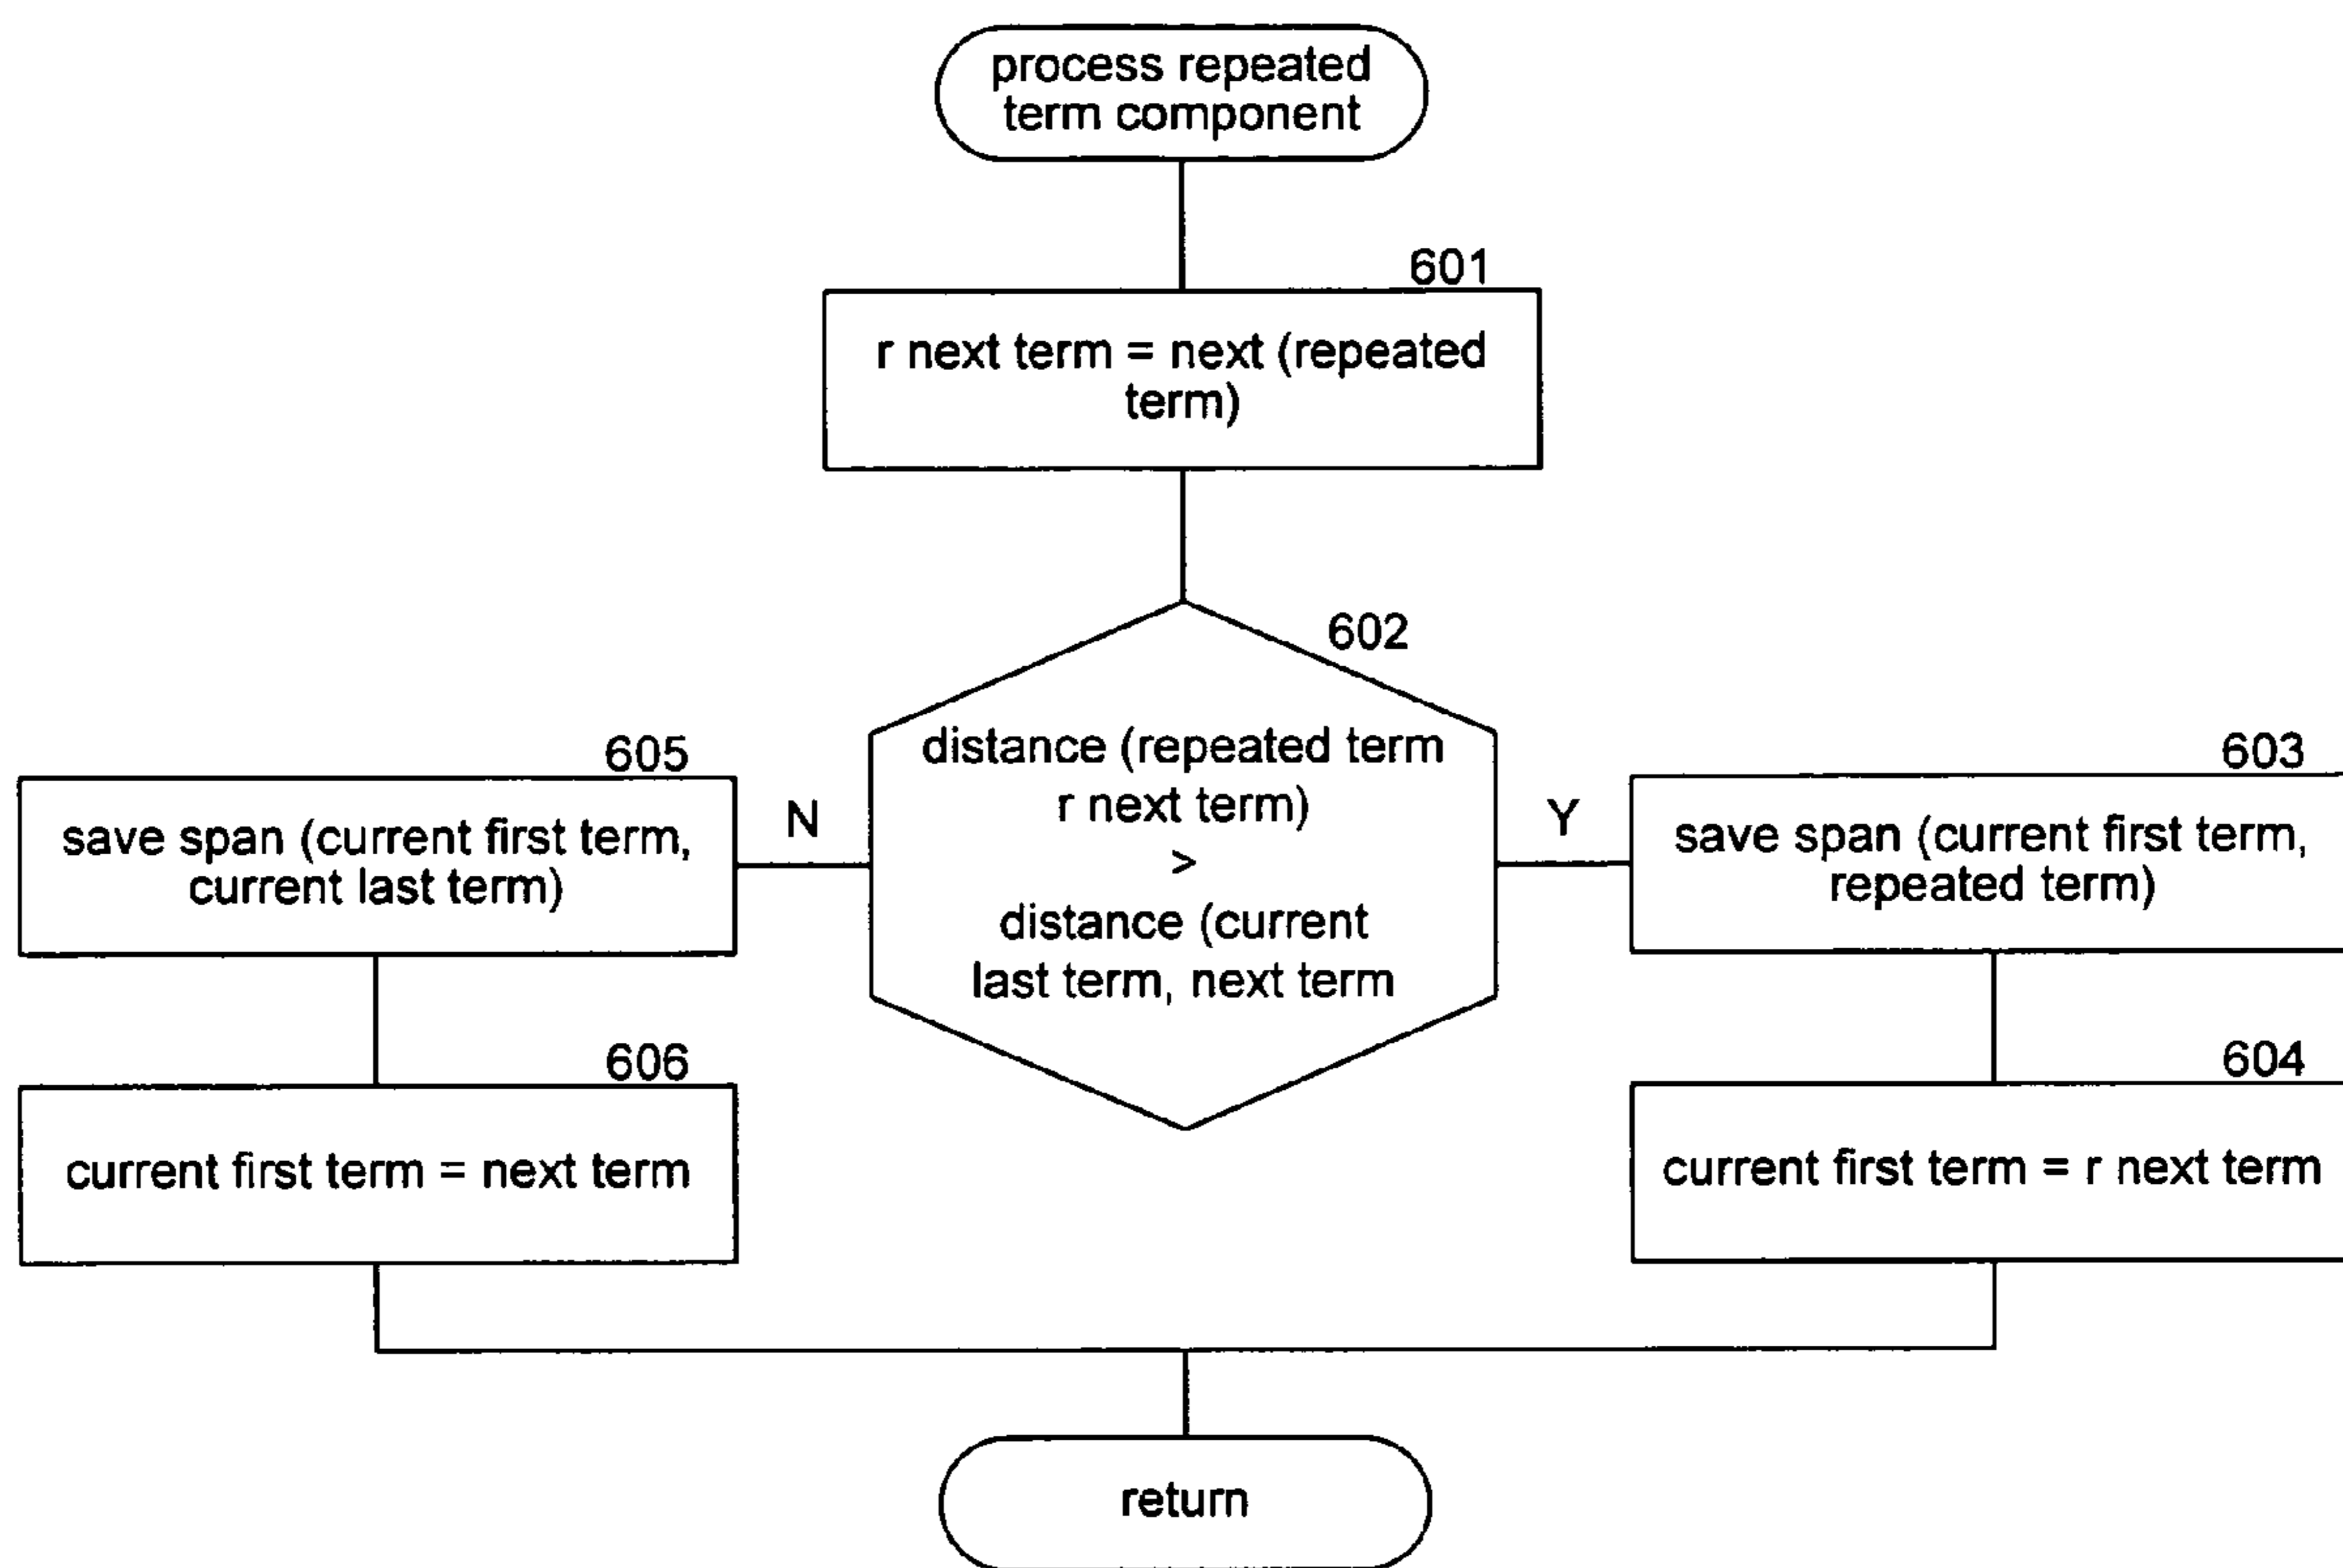 process repeated
term component
601
r next term = next (repeated
term)
602
distance (repeated term
r next term)
>
distance (current
last term, next term
N
Y
605
save span (current first term,
current last term)
603
save span (current first term,
repeated term)
606
current first term = next term
604
current first term = r next term
return